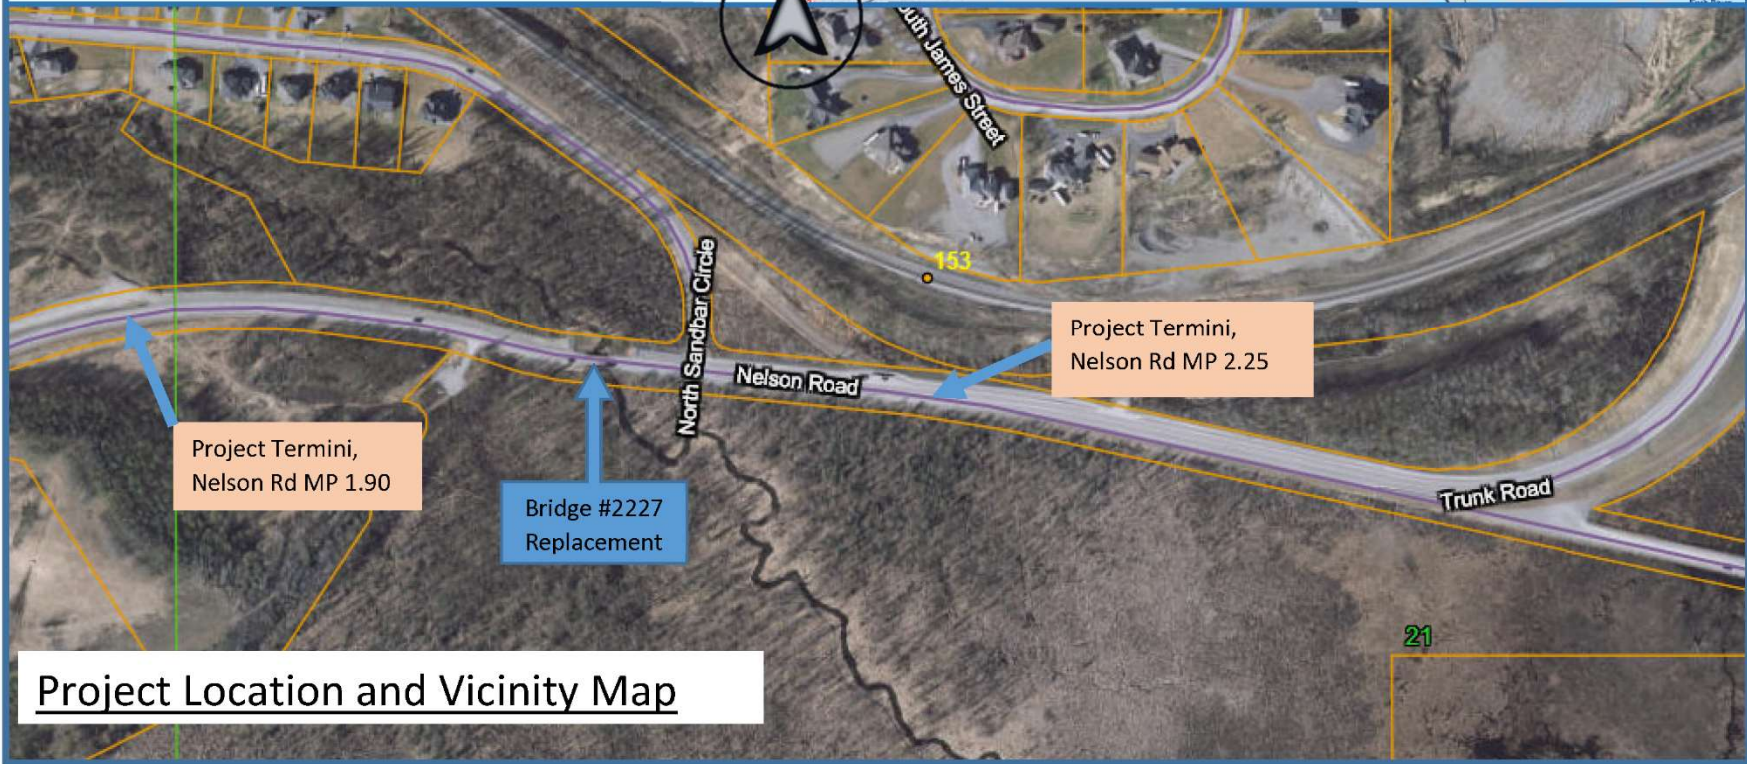 South James Street
153
North Sandbar Circle
Project Termini,
Nelson Rd MP 2.25
Nelson Road
Project Termini,
Nelson Rd MP 1.90
Bridge #2227
Replacement
Trunk Road
21
Project Location and Vicinity Map